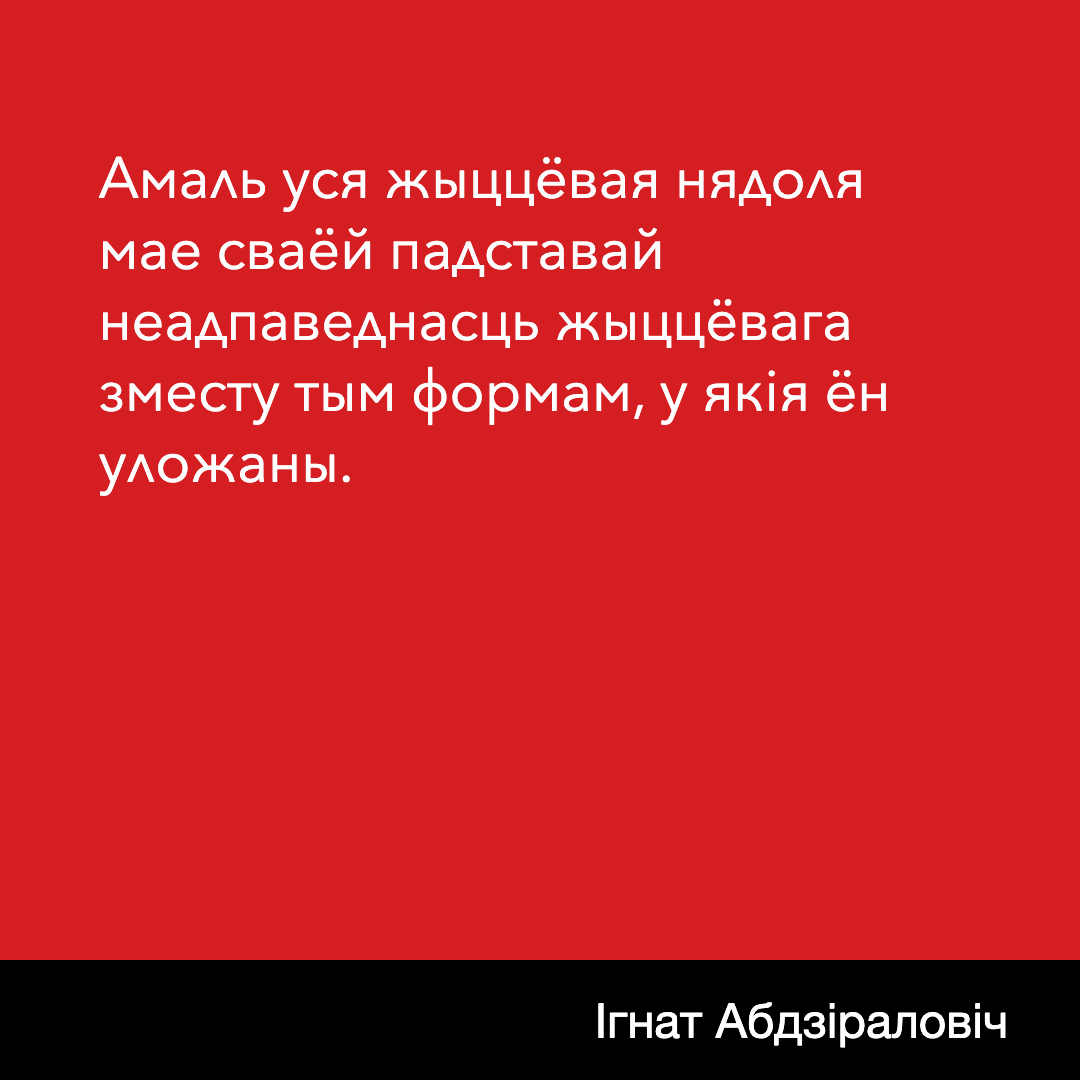 Амаль уся жыццёвая нядоля
мае сваёй падставай
неадпаведнасць жыццёвага
зместу тым формам, у якія ён
уложаны.
Ігнат Абдзіраловіч